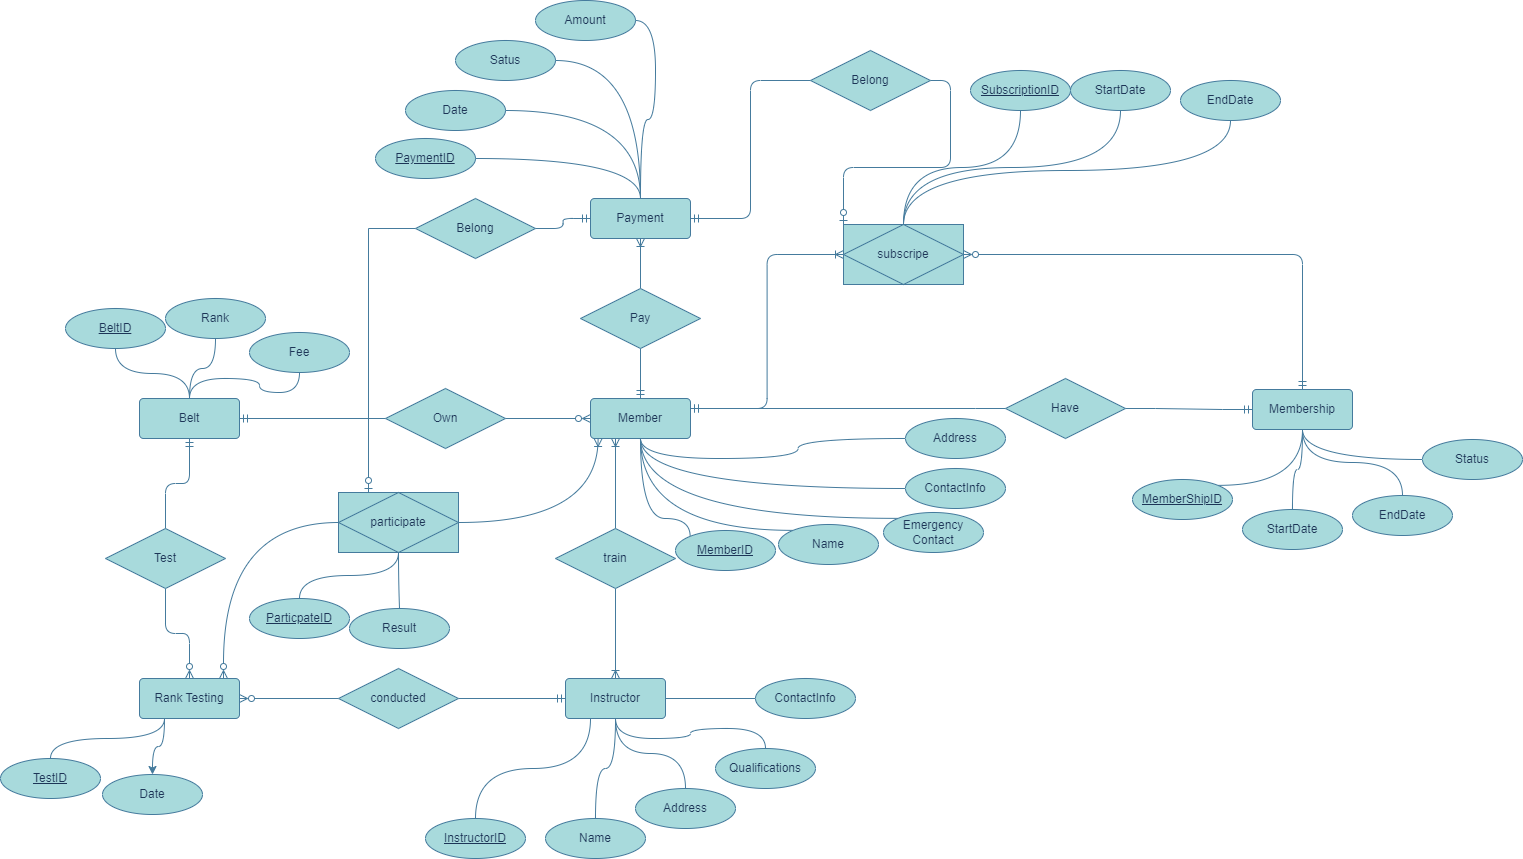 Amount
Satus
Date
PaymentID
Belong
SubscriptionID
StartDate
EndDate
Belong
Payment
subscripe
BeltID
Rank
Fee
Pay
Belt
Own
Member
Have
Membership
Address
ContactInfo
Emergency
Contact
Name
MemberID
Status
MemberShipID
StartDate
EndDate
participate
Test
train
ParticpateID
Result
Rank Testing
conducted
Instructor
ContactInfo
TestID
Date
Qualifications
Address
InstructorID
Name